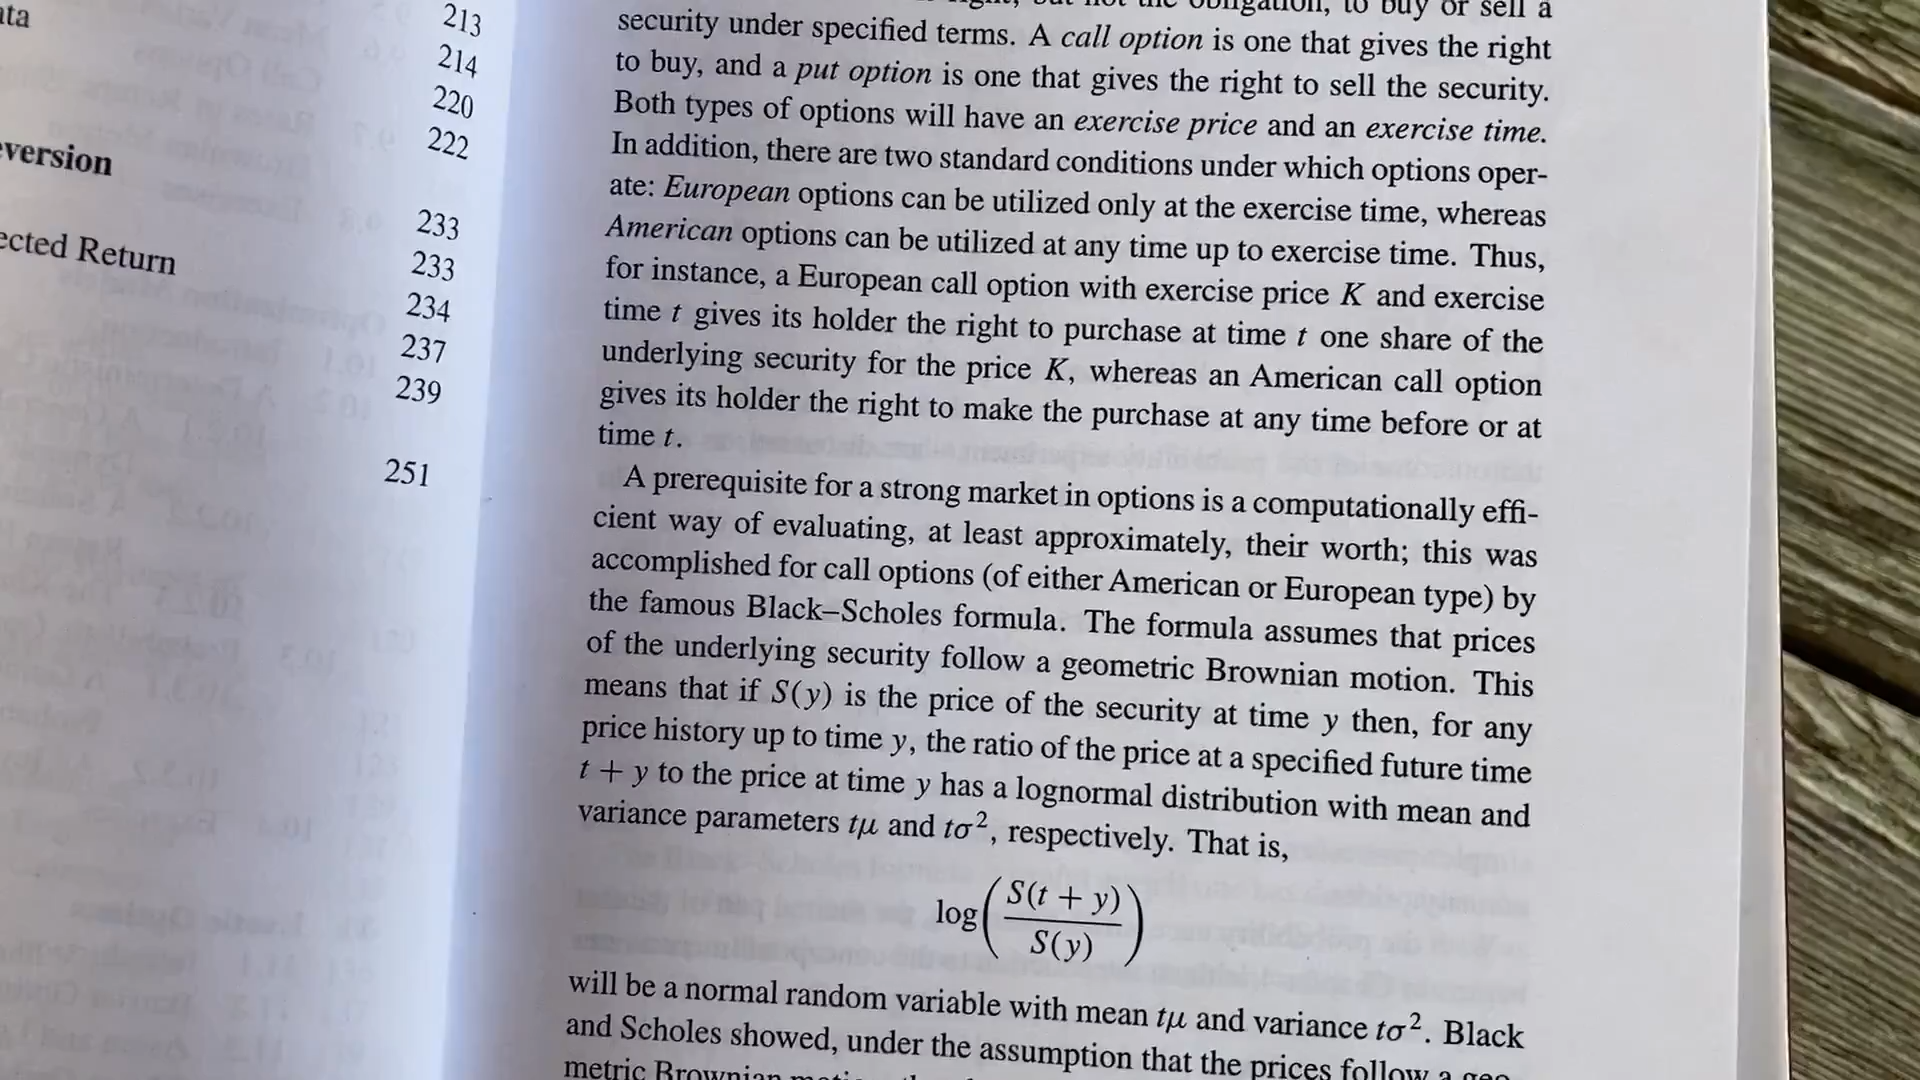 ata
213
214
220
222
version
233
ected Return
233
234
237
239
251
right, but not the obligation, to buy or sell a
security under specified terms. A call option is one that gives the right
to buy, and a put option is one that gives the right to sell the security.
Both types of options will have an exercise price and an exercise time.
In addition, there are two standard conditions under which options oper-
ate: European options can be utilized only at the exercise time, whereas
American options can be utilized at any time up to exercise time. Thus,
for instance, a European call option with exercise price K and exercise
time t gives its holder the right to purchase at time t one share of the
underlying security for the price K, whereas an American call option
gives its holder the right to make the purchase at any time before or at
time t.
A prerequisite for a strong market in options is a computationally effi-
cient way of evaluating, at least approximately, their worth; this was
accomplished for call options (of either American or European type) by
the famous Black–Scholes formula. The formula assumes that prices
of the underlying security follow a geometric Brownian motion. This
means that if S(y) is the price of the security at time y then, for any
price history up to time y, the ratio of the price at a specified future time
t + y to the price at time y has a lognormal distribution with mean and
variance parameters tμ and tσ², respectively. That is,
log(S(t + y)/S(y))
will be a normal random variable with mean tμ and variance tσ². Black
and Scholes showed, under the assumption that the prices follow a geo-
metric Brownian